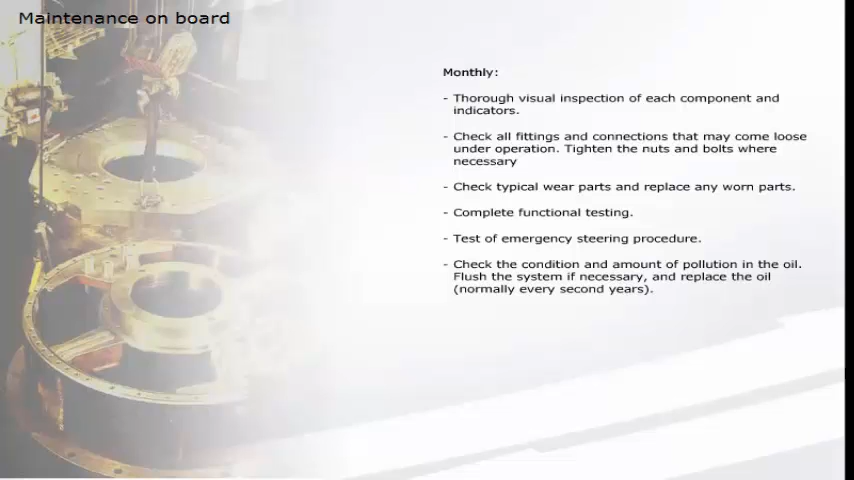 Maintenance on board
Monthly:
- Thorough visual inspection of each component and
indicators.
- Check all fittings and connections that may come loose
under operation. Tighten the nuts and bolts where
necessary
- Check typical wear parts and replace any worn parts.
- Complete functional testing.
- Test of emergency steering procedure.
- Check the condition and amount of pollution in the oil.
Flush the system if necessary, and replace the oil
(normally every second years).